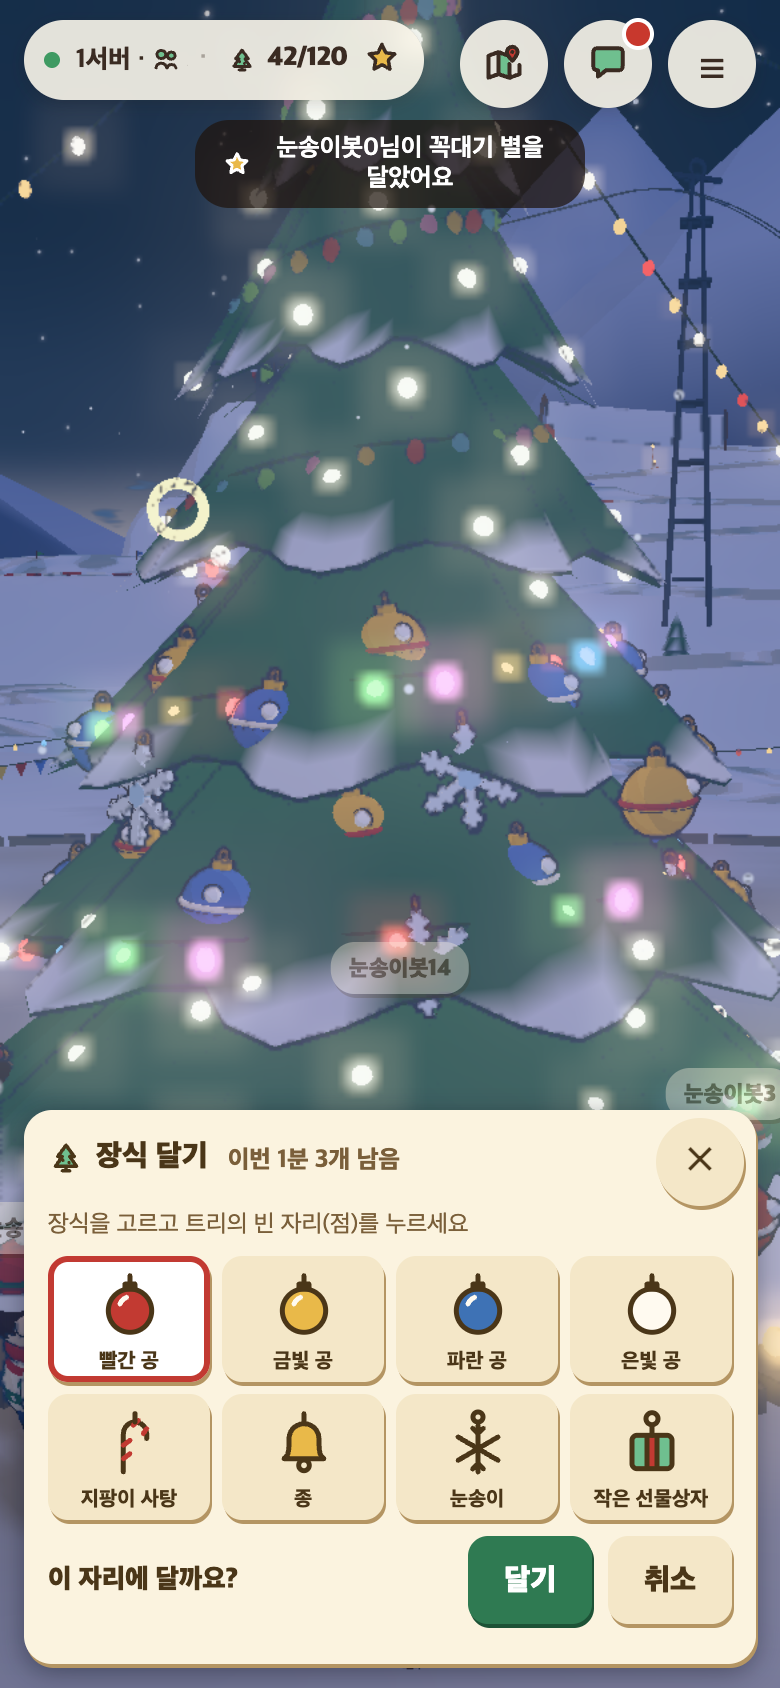 1서버 · · 42/120
눈송이봇0님이 꼭대기 별을
달았어요
눈송이봇14
눈송이봇3
장식 달기 이번 1분 3개 남음
장식을 고르고 트리의 빈 자리(점)를 누르세요
빨간 공 금빛 공 파란 공 은빛 공
지팡이 사탕 종 눈송이 작은 선물상자
이 자리에 달까요? 달기 취소